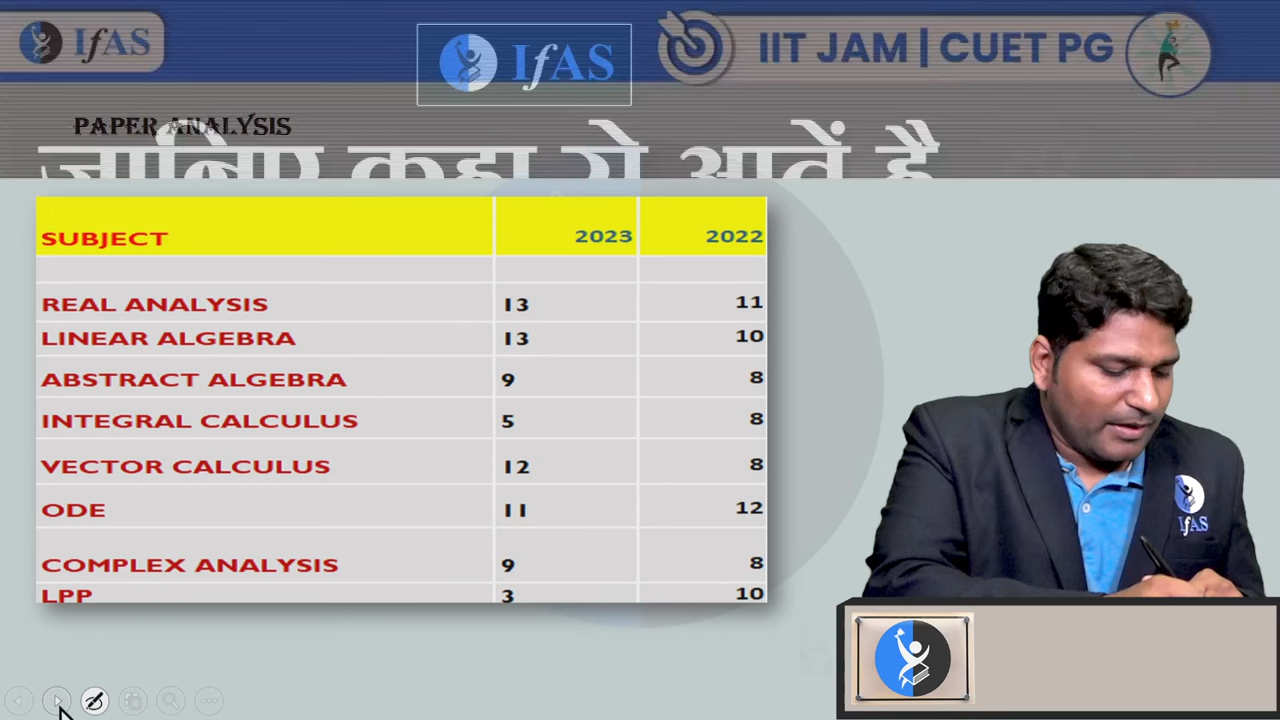 IfAS
IfAS
IIT JAM | CUET PG
PAPER ANALYSIS
SUBJECT 2023 2022
REAL ANALYSIS 13 11
LINEAR ALGEBRA 13 10
ABSTRACT ALGEBRA 9 8
INTEGRAL CALCULUS 5 8
VECTOR CALCULUS 12 8
ODE 11 12
COMPLEX ANALYSIS 9 8
LPP 3 10
IfAS